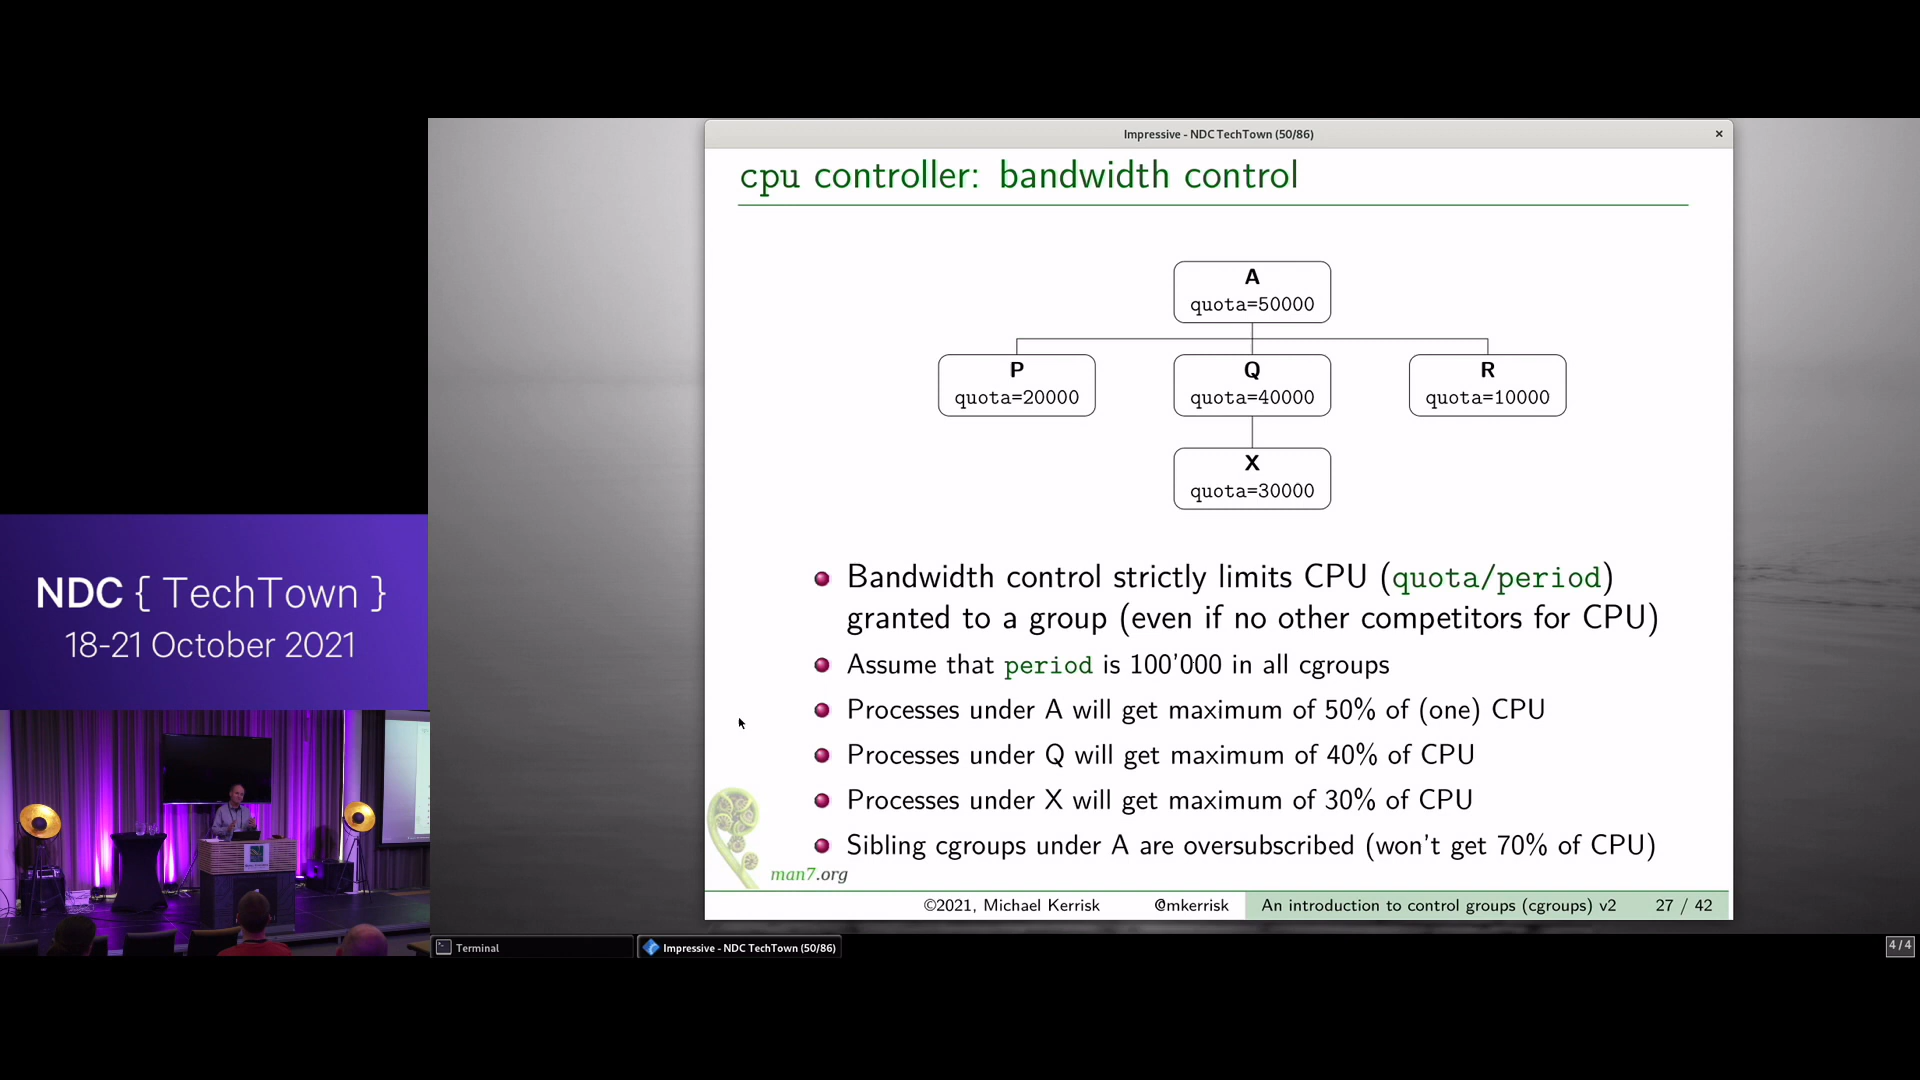 Impressive - NDC TechTown (50/86)
×
cpu controller: bandwidth control
A
quota=50000
P
quota=20000
Q
quota=40000
R
quota=10000
X
quota=30000
Bandwidth control strictly limits CPU (quota/period)
granted to a group (even if no other competitors for CPU)
Assume that period is 100'000 in all cgroups
Processes under A will get maximum of 50% of (one) CPU
Processes under Q will get maximum of 40% of CPU
Processes under X will get maximum of 30% of CPU
Sibling cgroups under A are oversubscribed (won't get 70% of CPU)
man7.org
©2021, Michael Kerrisk @mkerrisk An introduction to control groups (cgroups) v2 27 / 42
NDC { TechTown }
18-21 October 2021
Terminal
Impressive - NDC TechTown (50/86)
4/4